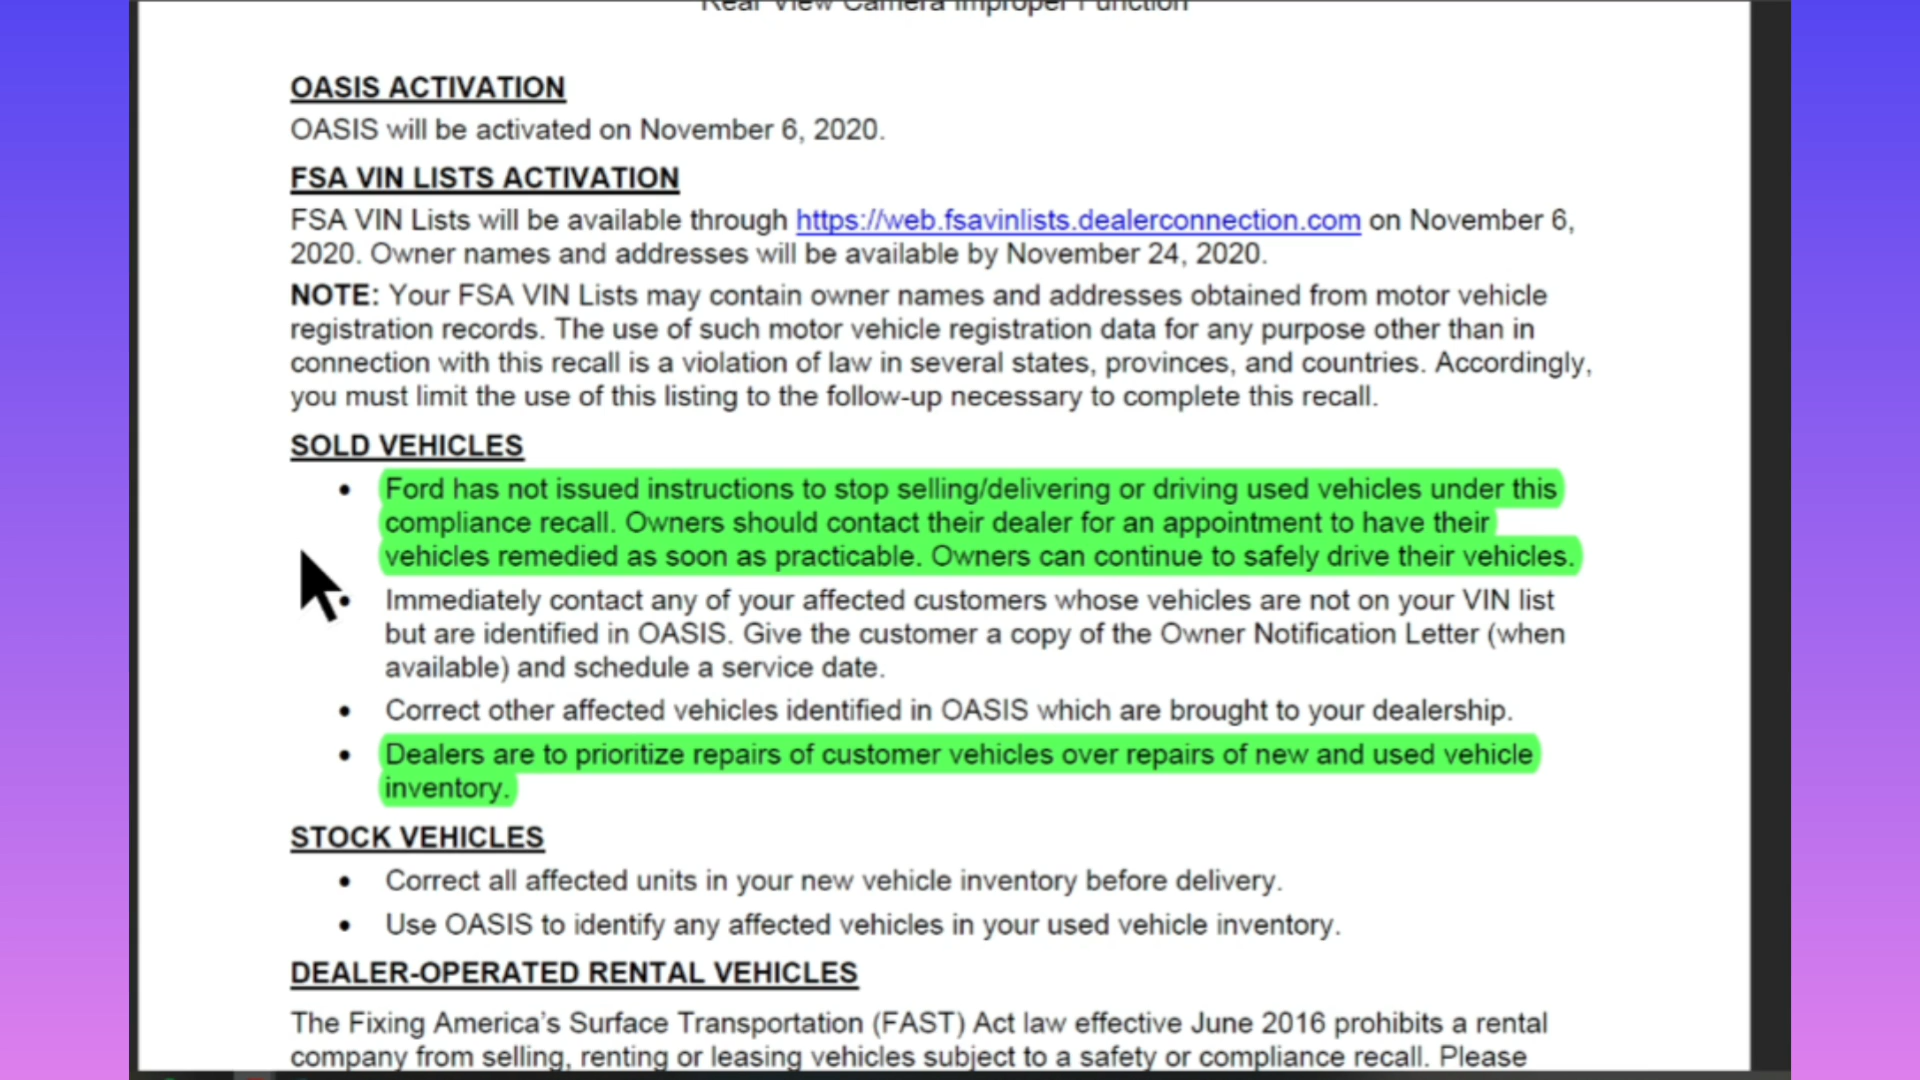 Rear View Camera Improper Function
OASIS ACTIVATION
OASIS will be activated on November 6, 2020.
FSA VIN LISTS ACTIVATION
FSA VIN Lists will be available through https://web.fsavinlists.dealerconnection.com on November 6,
2020. Owner names and addresses will be available by November 24, 2020.
NOTE: Your FSA VIN Lists may contain owner names and addresses obtained from motor vehicle
registration records. The use of such motor vehicle registration data for any purpose other than in
connection with this recall is a violation of law in several states, provinces, and countries. Accordingly,
you must limit the use of this listing to the follow-up necessary to complete this recall.
SOLD VEHICLES
• Ford has not issued instructions to stop selling/delivering or driving used vehicles under this
compliance recall. Owners should contact their dealer for an appointment to have their
vehicles remedied as soon as practicable. Owners can continue to safely drive their vehicles.
• Immediately contact any of your affected customers whose vehicles are not on your VIN list
but are identified in OASIS. Give the customer a copy of the Owner Notification Letter (when
available) and schedule a service date.
• Correct other affected vehicles identified in OASIS which are brought to your dealership.
• Dealers are to prioritize repairs of customer vehicles over repairs of new and used vehicle
inventory.
STOCK VEHICLES
• Correct all affected units in your new vehicle inventory before delivery.
• Use OASIS to identify any affected vehicles in your used vehicle inventory.
DEALER-OPERATED RENTAL VEHICLES
The Fixing America's Surface Transportation (FAST) Act law effective June 2016 prohibits a rental
company from selling, renting or leasing vehicles subject to a safety or compliance recall. Please